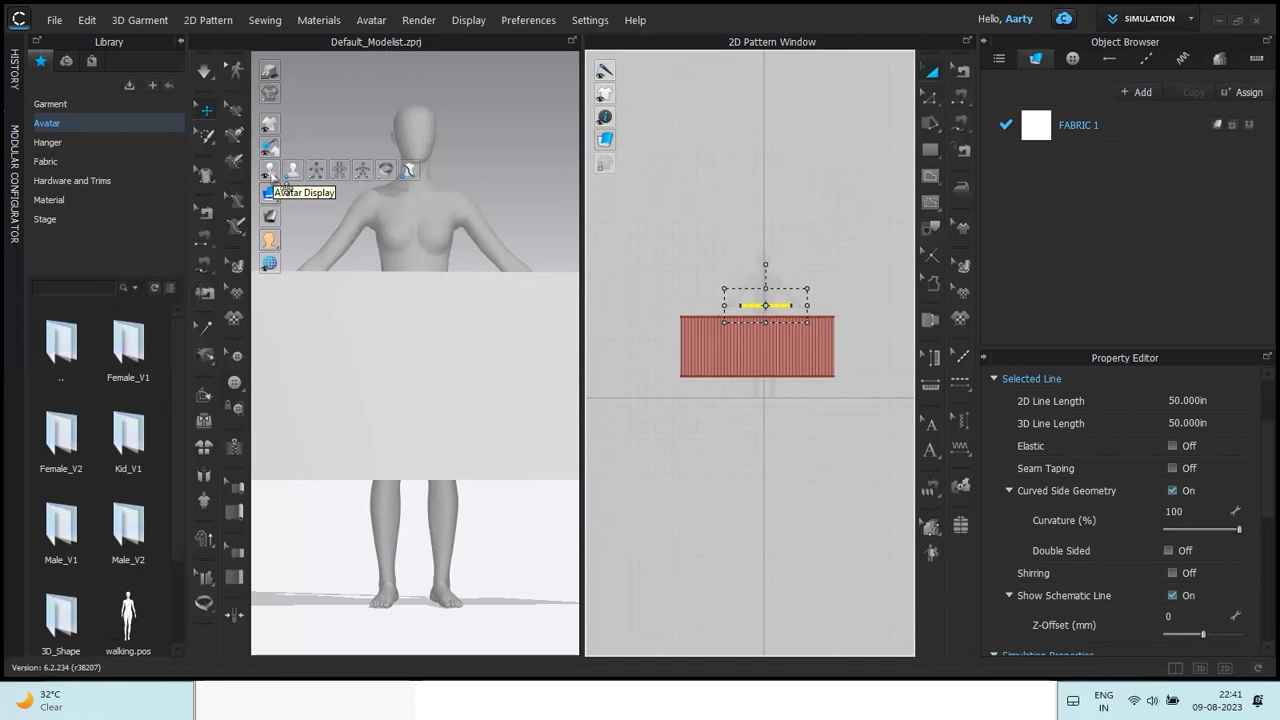 File Edit 3D Garment 2D Pattern Sewing Materials Avatar Render Display Preferences Settings Help
Hello, Aarty
SIMULATION
Library
Default_Modelist.zprj
2D Pattern Window
Object Browser
HISTORY
MODULAR CONFIGURATOR
Garment
Avatar
Hanger
Fabric
Hardware and Trims
Material
Stage
Avatar Display
+ Add
Copy
Assign
FABRIC 1
..
Female_V1
Female_V2
Kid_V1
Male_V1
Male_V2
3D_Shape
walking.pos
Property Editor
Selected Line
2D Line Length 50.000in
3D Line Length 50.000in
Elastic Off
Seam Taping Off
Curved Side Geometry On
Curvature (%) 100
Double Sided Off
Shirring Off
Show Schematic Line On
Z-Offset (mm) 0
Simulation Properties
Version: 6.2.234 (r38207)
3D
2D
32°C
Clear
ENG
IN
22:41
09-08-2023